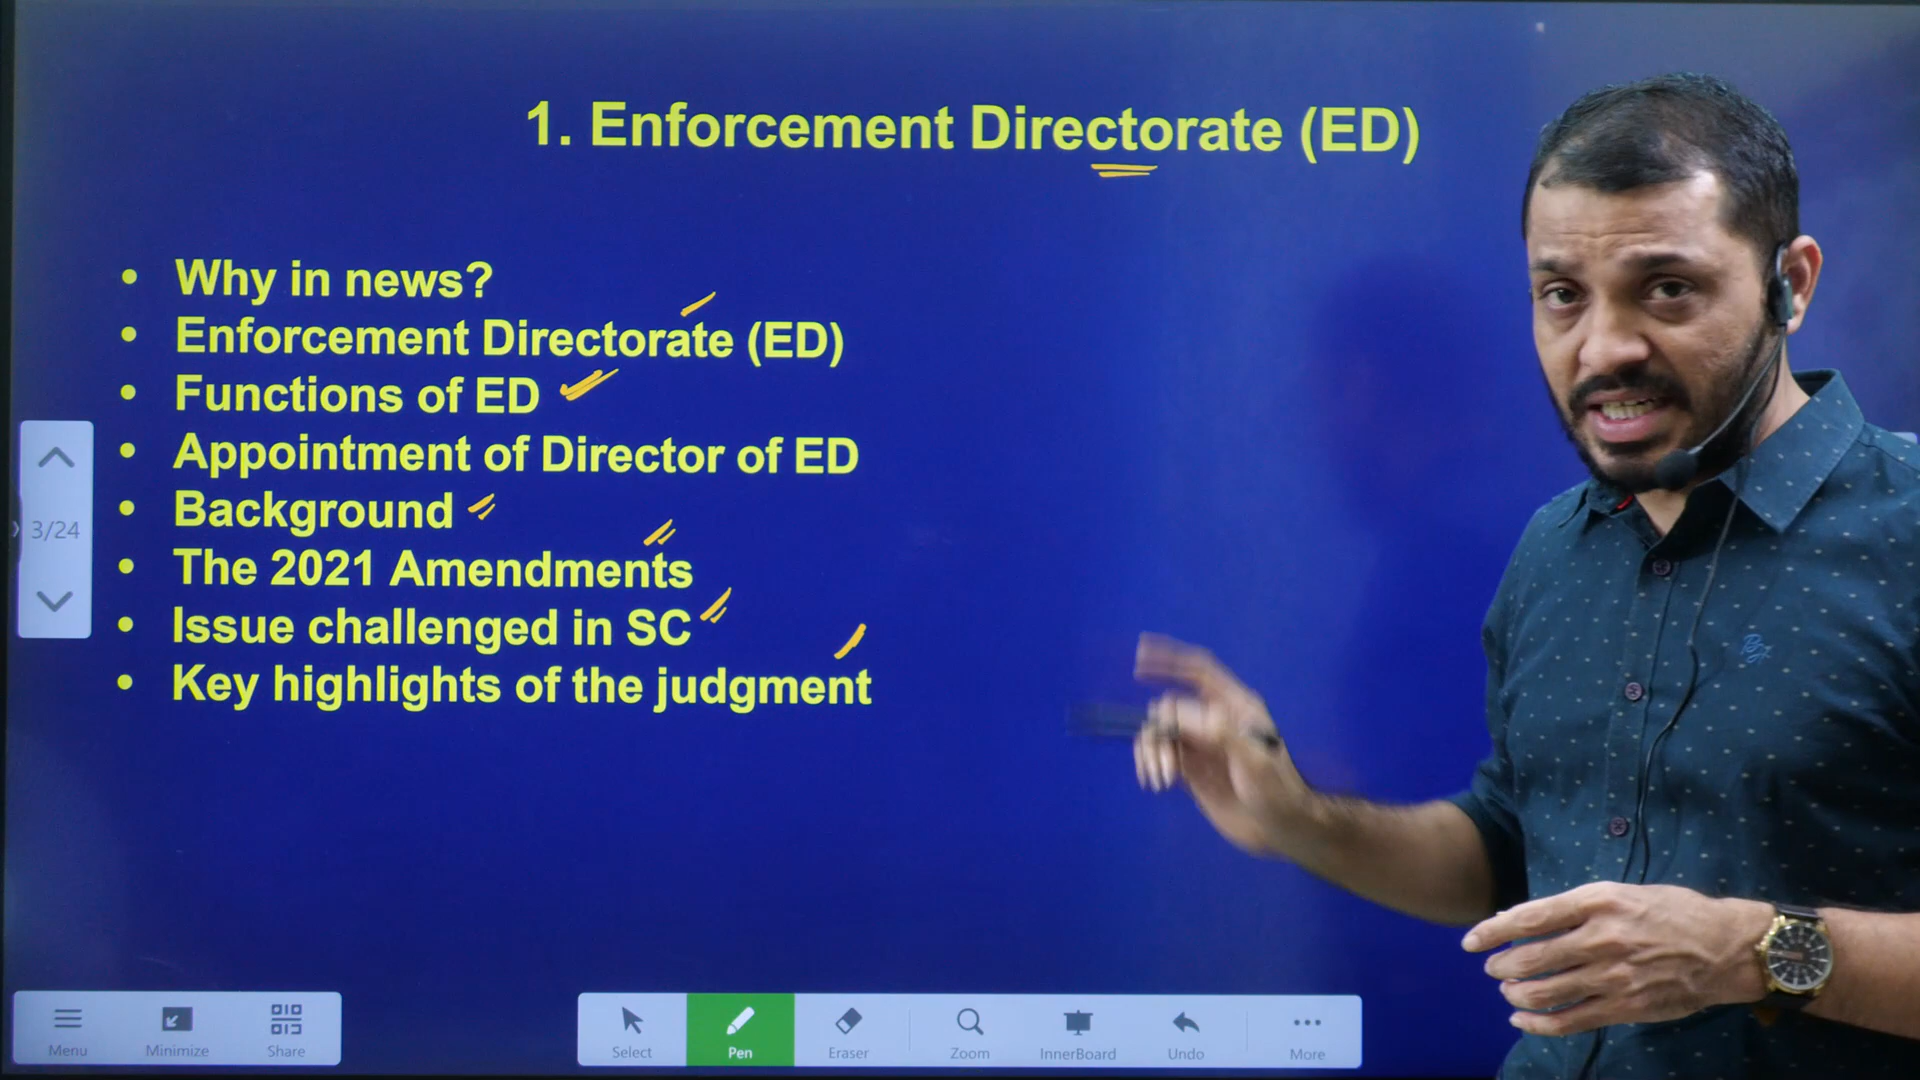 1. Enforcement Directorate (ED)
• Why in news?
• Enforcement Directorate (ED)
• Functions of ED
• Appointment of Director of ED
• Background
• The 2021 Amendments
• Issue challenged in SC
• Key highlights of the judgment
3/24
Menu Minimize Share
Select Pen Eraser Zoom InnerBoard Undo More